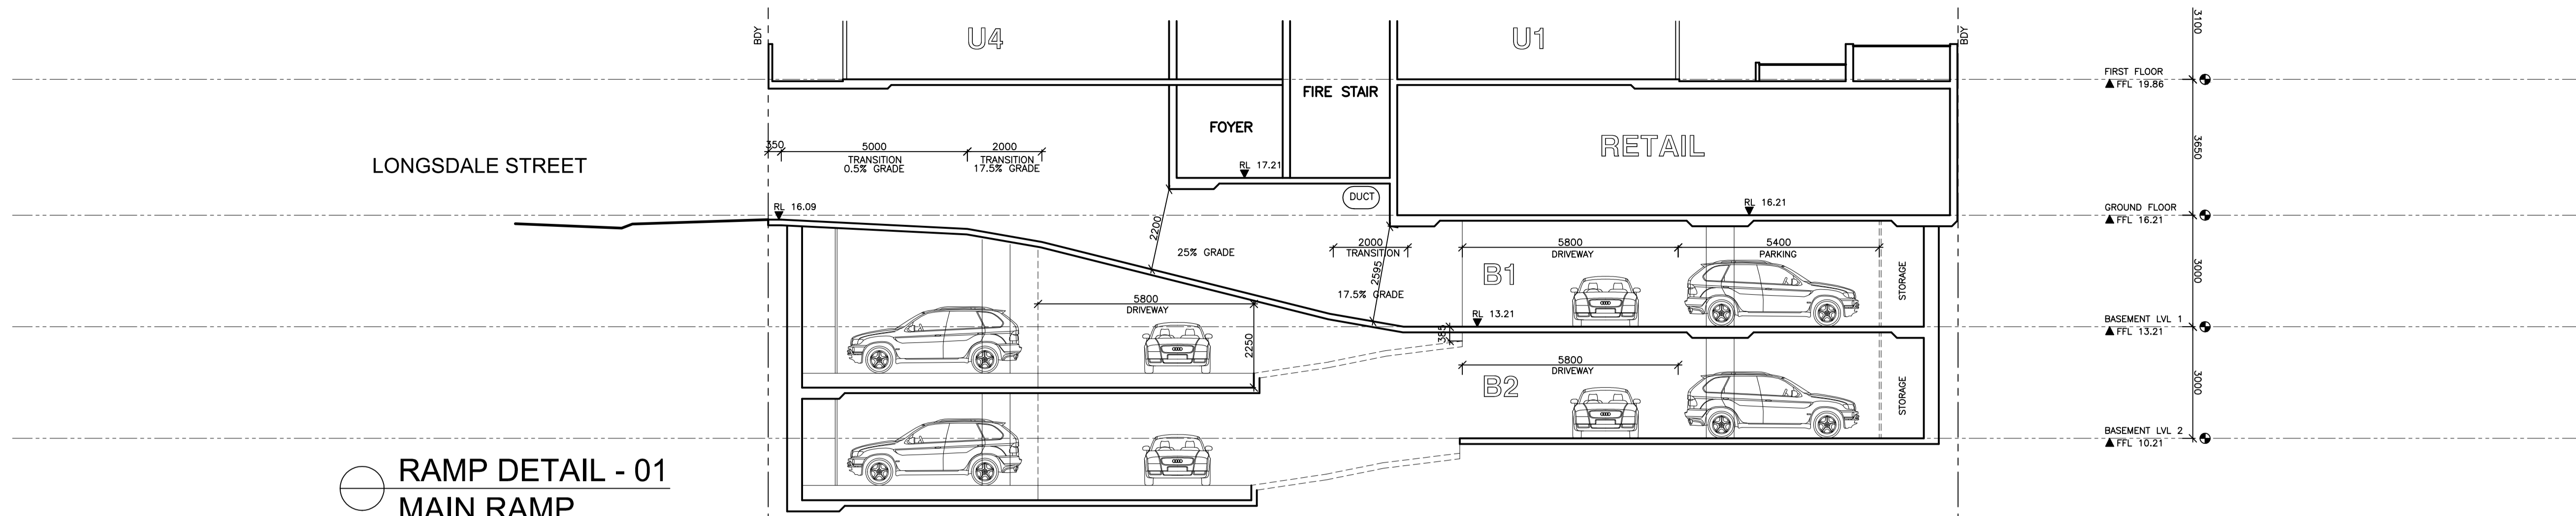 BDY
U4
U1
BDY
3100
FIRST FLOOR
FFL 19.86
FIRE STAIR
FOYER
RETAIL
350
5000
TRANSITION
0.5% GRADE
2000
TRANSITION
17.5% GRADE
3650
LONGSDALE STREET
RL 17.21
DUCT
RL 16.09
RL 16.21
GROUND FLOOR
FFL 16.21
2200
25% GRADE
2000
TRANSITION
2595
17.5% GRADE
5800
DRIVEWAY
5400
PARKING
B1
STORAGE
3000
5800
DRIVEWAY
2250
RL 13.21
385
BASEMENT LVL 1
FFL 13.21
5800
DRIVEWAY
B2
STORAGE
3000
BASEMENT LVL 2
FFL 10.21
RAMP DETAIL - 01
MAIN RAMP